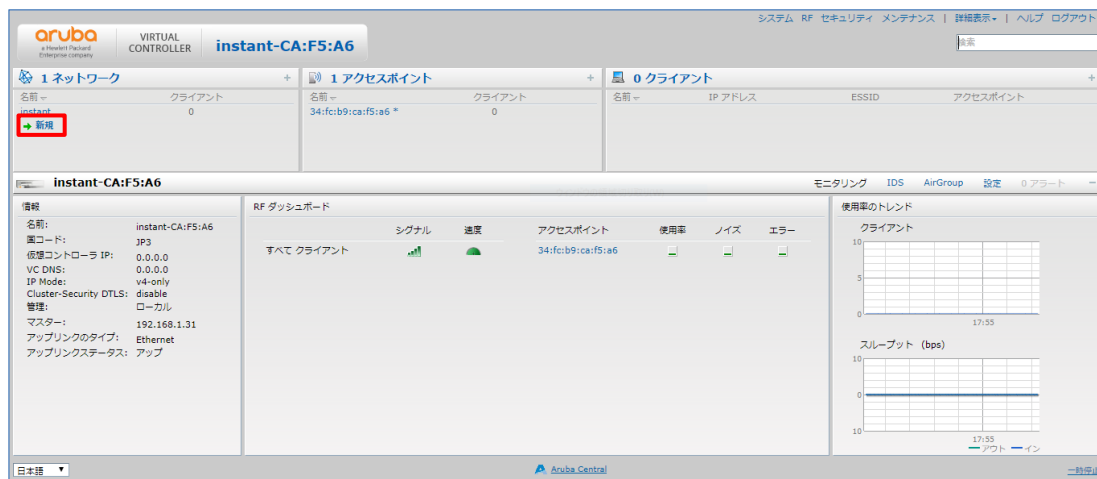 システム RF セキュリティ メンテナンス | 詳細表示 | ヘルプ ログアウト
aruba
a Hewlett Packard
Enterprise company
VIRTUAL
CONTROLLER
instant-CA:F5:A6
検索
1 ネットワーク +
名前 クライアント
instant 0
新規
1 アクセスポイント +
名前 クライアント
34:fc:b9:ca:f5:a6 * 0
0 クライアント +
名前 IP アドレス ESSID アクセスポイント
instant-CA:F5:A6
モニタリング IDS AirGroup 設定 0 アラート -
情報
名前: instant-CA:F5:A6
国コード: JP3
仮想コントローラ IP: 0.0.0.0
VC DNS: 0.0.0.0
IP Mode: v4-only
Cluster-Security DTLS: disable
管理: ローカル
マスター: 192.168.1.31
アップリンクのタイプ: Ethernet
アップリンクステータス: アップ
RF ダッシュボード
シグナル 速度 アクセスポイント 使用率 ノイズ エラー
すべて クライアント 34:fc:b9:ca:f5:a6
使用率のトレンド
クライアント
10
5
0
17:55
スループット (bps)
10
0
10
17:55
アウト イン
日本語
Aruba Central
一時停止